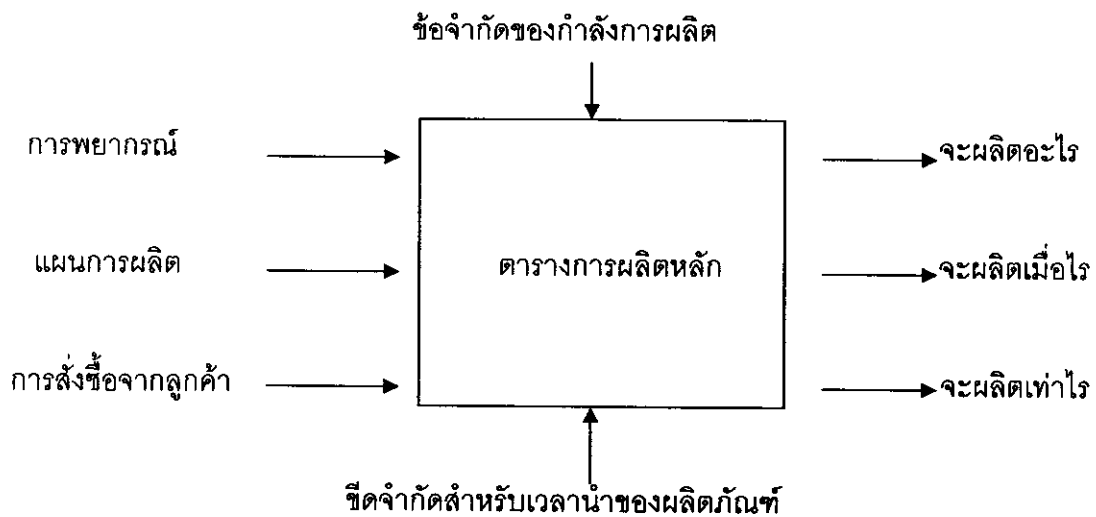 ข้อจำกัดของกำลังการผลิต
การพยากรณ์
จะผลิตอะไร
แผนการผลิต
ตารางการผลิตหลัก
จะผลิตเมื่อไร
การสั่งซื้อจากลูกค้า
จะผลิตเท่าไร
ขีดจำกัดสำหรับเวลานำของผลิตภัณฑ์